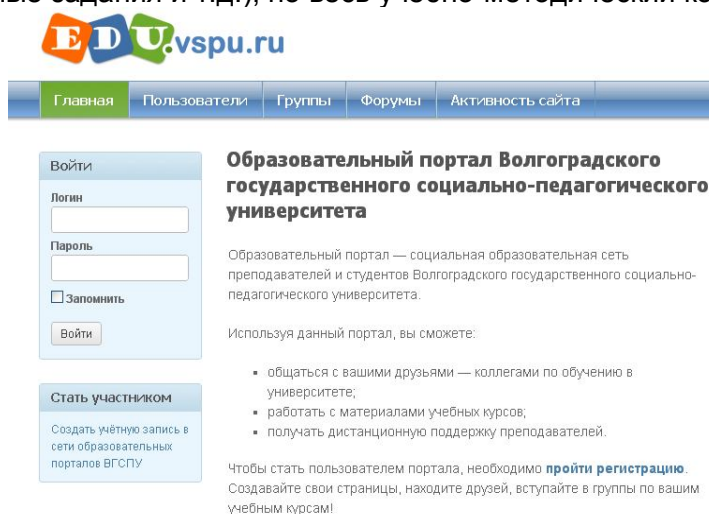 EDU.vspu.ru
Главная Пользователи Группы Форумы Активность сайта
Войти
Логин
Пароль
Запомнить
Войти
Стать участником
Создать учётную запись в
сети образовательных
порталов ВГСПУ
Образовательный портал Волгоградского
государственного социально-педагогического
университета
Образовательный портал — социальная образовательная сеть
преподавателей и студентов Волгоградского государственного социально-
педагогического университета.
Используя данный портал, вы сможете:
• общаться с вашими друзьями — коллегами по обучению в
университете;
• работать с материалами учебных курсов;
• получать дистанционную поддержку преподавателей.
Чтобы стать пользователем портала, необходимо пройти регистрацию.
Создавайте свои страницы, находите друзей, вступайте в группы по вашим
учебным курсам!